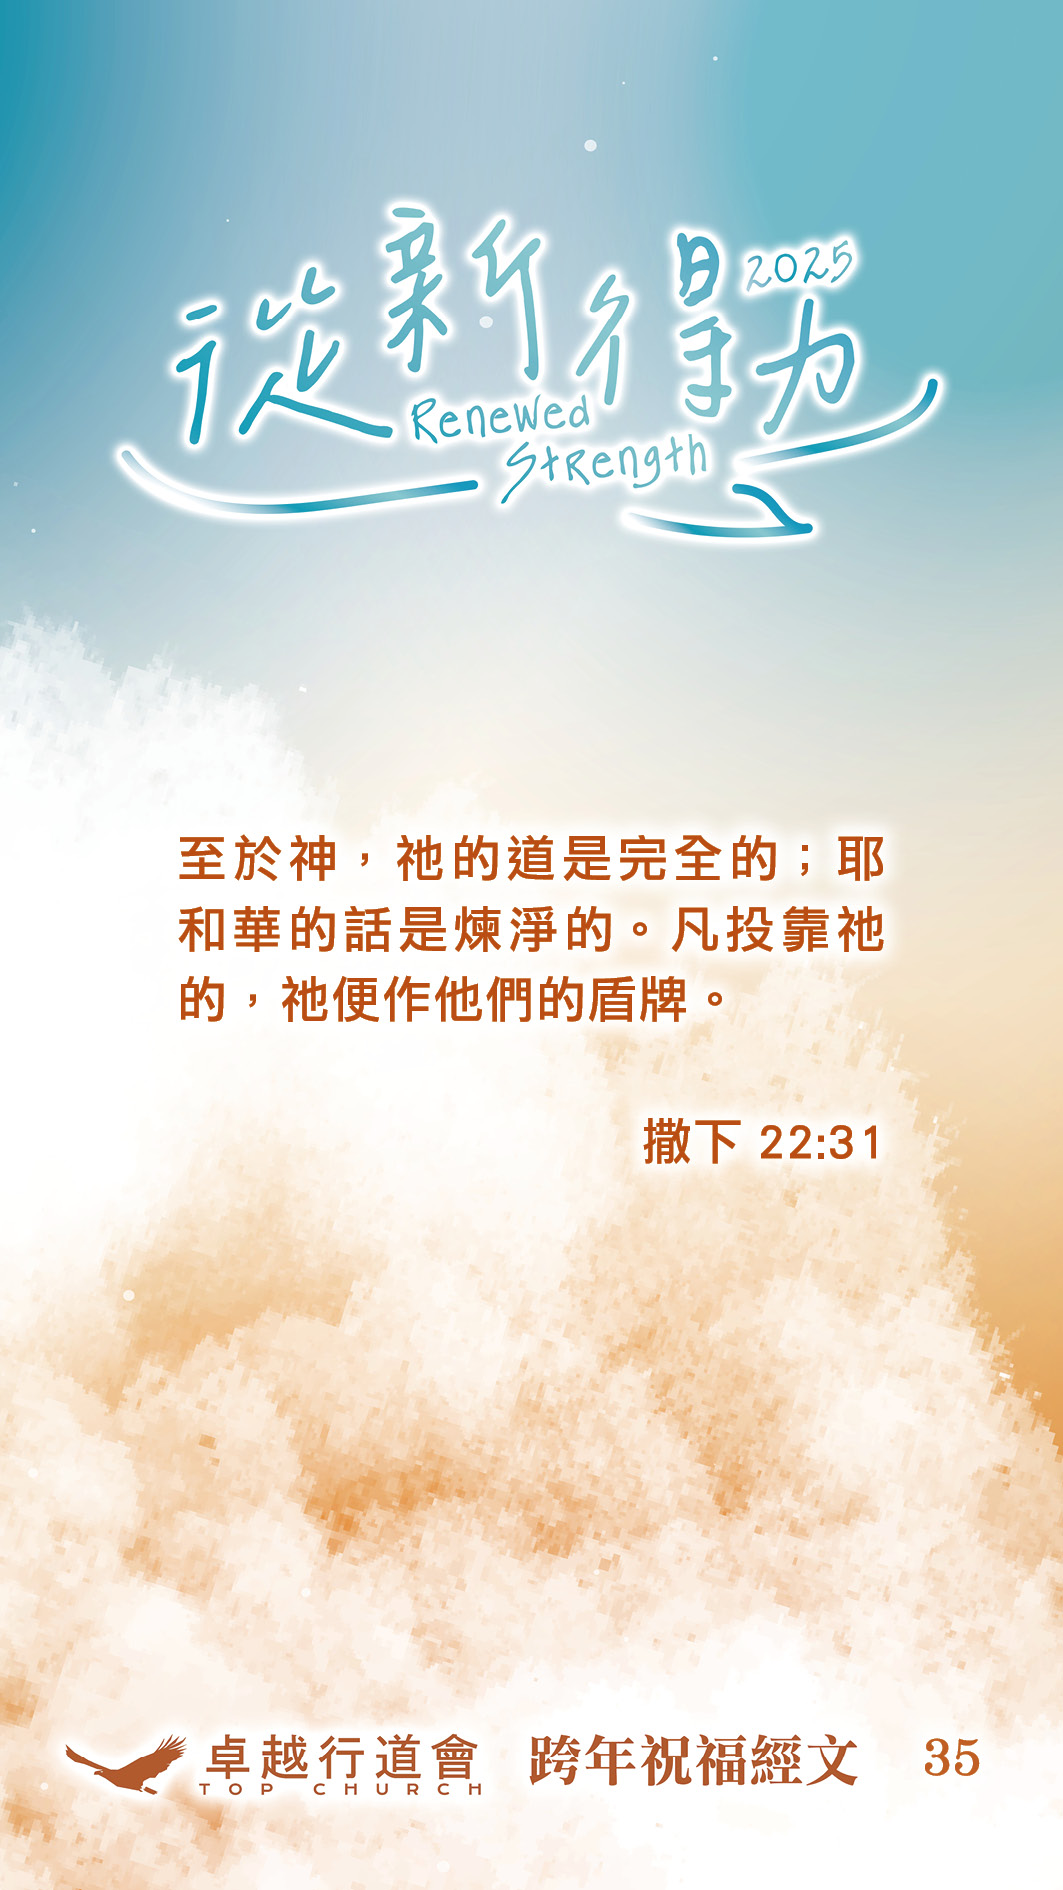 從新得力 2025
Renewed
Strength
至於神，祂的道是完全的；耶
和華的話是煉淨的。凡投靠祂
的，祂便作他們的盾牌。
撒下 22:31
卓越行道會 跨年祝福經文 35
TOP CHURCH